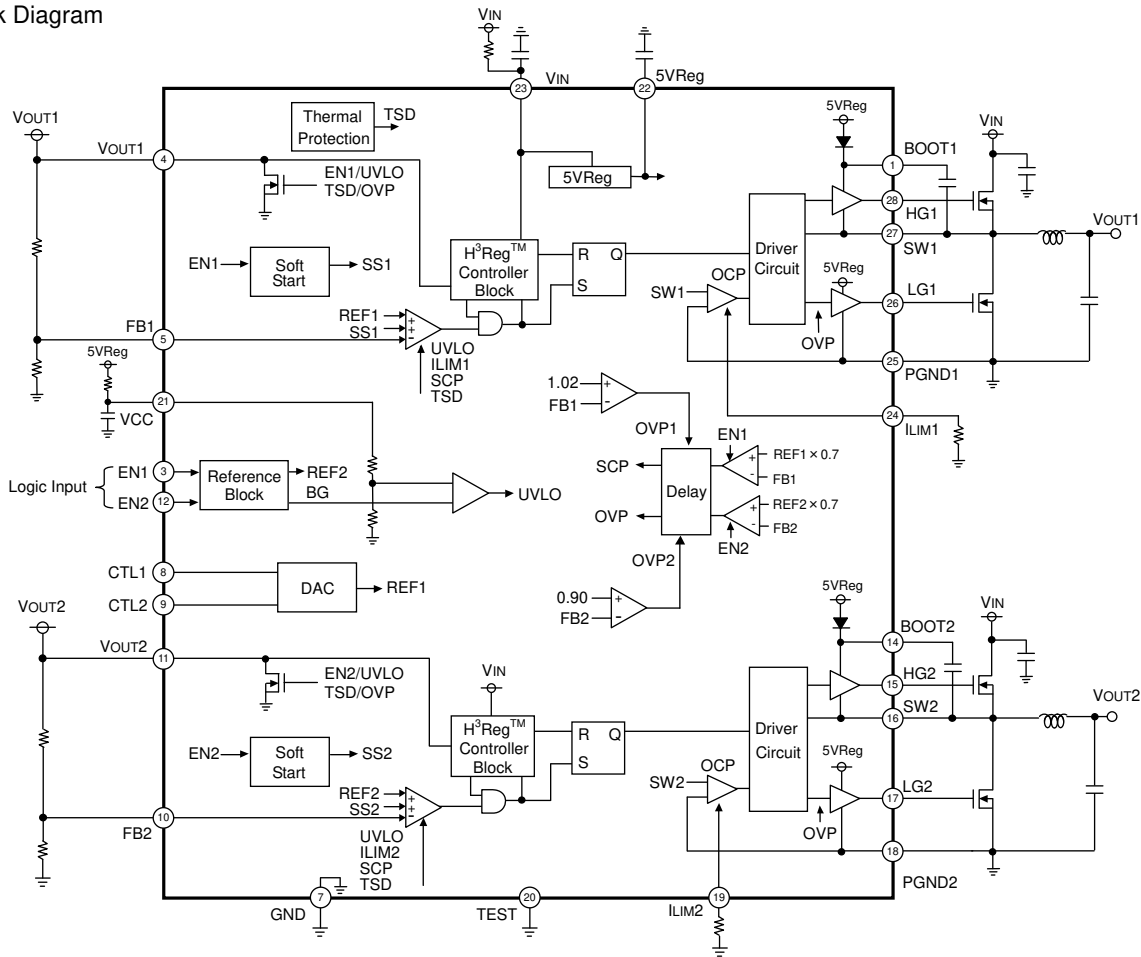 k Diagram
VIN
VIN
23
22
5VReg
Thermal
Protection
TSD
VOUT1
VOUT1
4
EN1/UVLO
TSD/OVP
5VReg
5VReg
VIN
BOOT1
1
28
HG1
27
SW1
VOUT1
Driver
Circuit
EN1
Soft
Start
SS1
H³Reg™
Controller
Block
R
Q
S
OCP
SW1
5VReg
26
LG1
OVP
25
PGND1
FB1
5
REF1
SS1
+
+
-
UVLO
ILIM1
SCP
TSD
5VReg
21
VCC
1.02
FB1
+
-
OVP1
24
ILIM1
Logic Input
EN1
3
EN2
12
Reference
Block
REF2
BG
UVLO
SCP
OVP
Delay
EN1
+
-
REF1×0.7
FB1
+
-
REF2×0.7
FB2
EN2
OVP2
CTL1
8
CTL2
9
DAC
REF1
0.90
FB2
+
-
VOUT2
VOUT2
11
EN2/UVLO
TSD/OVP
VIN
5VReg
VIN
BOOT2
14
HG2
15
SW2
16
VOUT2
Driver
Circuit
EN2
Soft
Start
SS2
H³Reg™
Controller
Block
R
Q
S
OCP
SW2
5VReg
17
LG2
OVP
18
PGND2
FB2
10
REF2
SS2
+
+
-
UVLO
ILIM2
SCP
TSD
7
GND
20
TEST
19
ILIM2